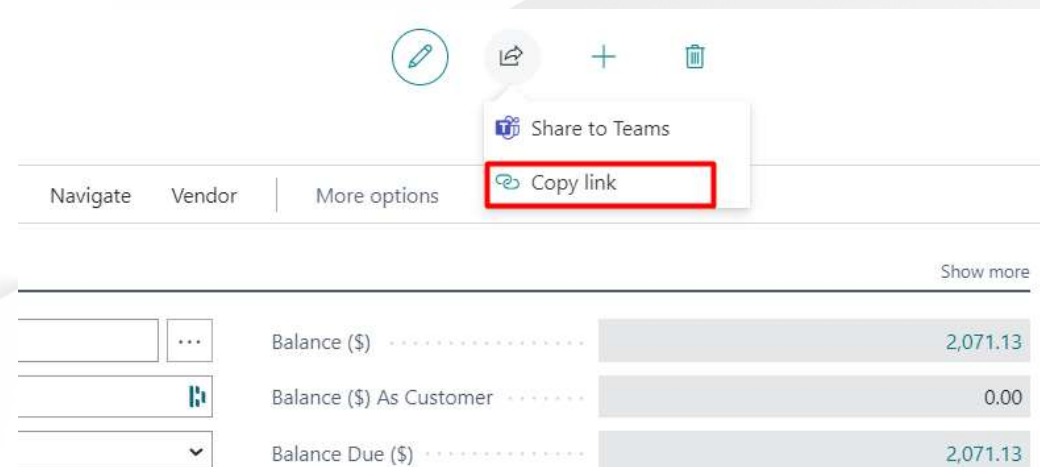 Share to Teams
Copy link
Navigate Vendor More options
Show more
Balance ($) 2,071.13
Balance ($) As Customer 0.00
Balance Due ($) 2,071.13